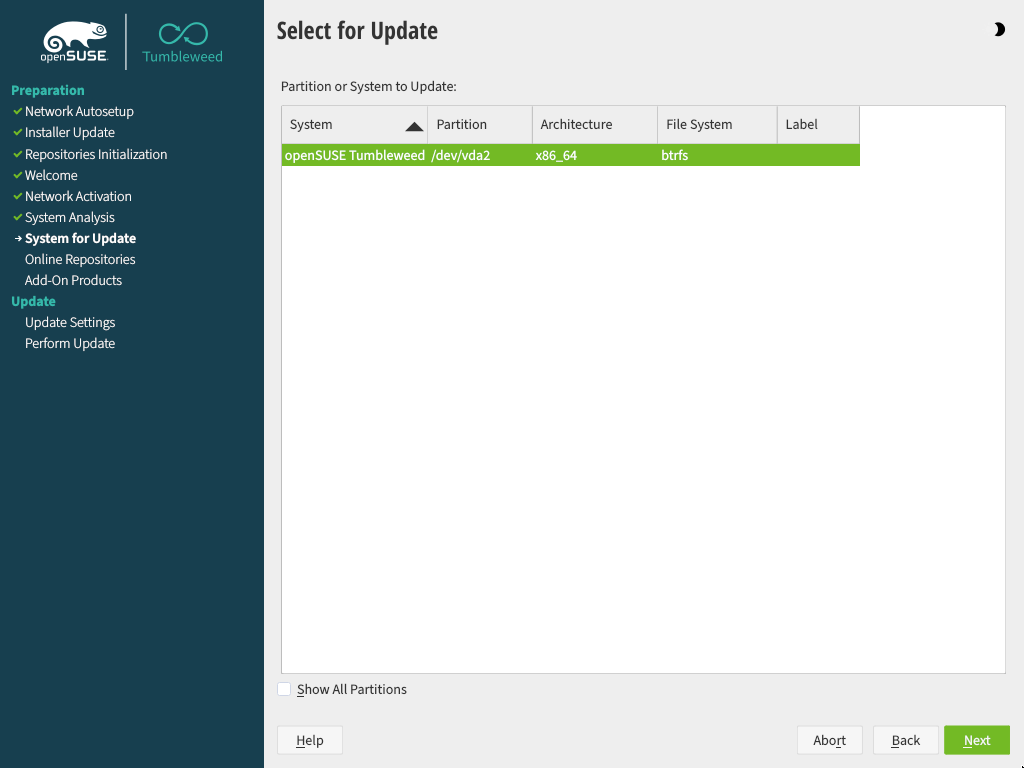 openSUSE
Tumbleweed
Preparation
Network Autosetup
Installer Update
Repositories Initialization
Welcome
Network Activation
System Analysis
System for Update
Online Repositories
Add-On Products
Update
Update Settings
Perform Update
Select for Update
Partition or System to Update:
System Partition Architecture File System Label
openSUSE Tumbleweed /dev/vda2 x86_64 btrfs
Show All Partitions
Help Abort Back Next